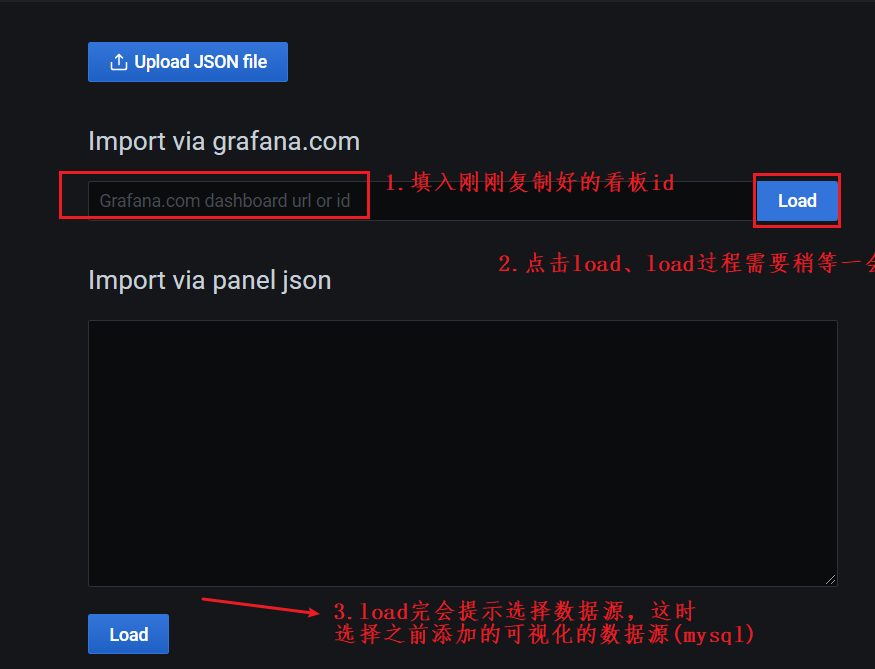 Upload JSON file
Import via grafana.com
1.填入刚刚复制好的看板id
Grafana.com dashboard url or id
Load
2.点击load、load过程需要稍等一会
Import via panel json
3.load完会提示选择数据源，这时
选择之前添加的可视化的数据源(mysql)
Load